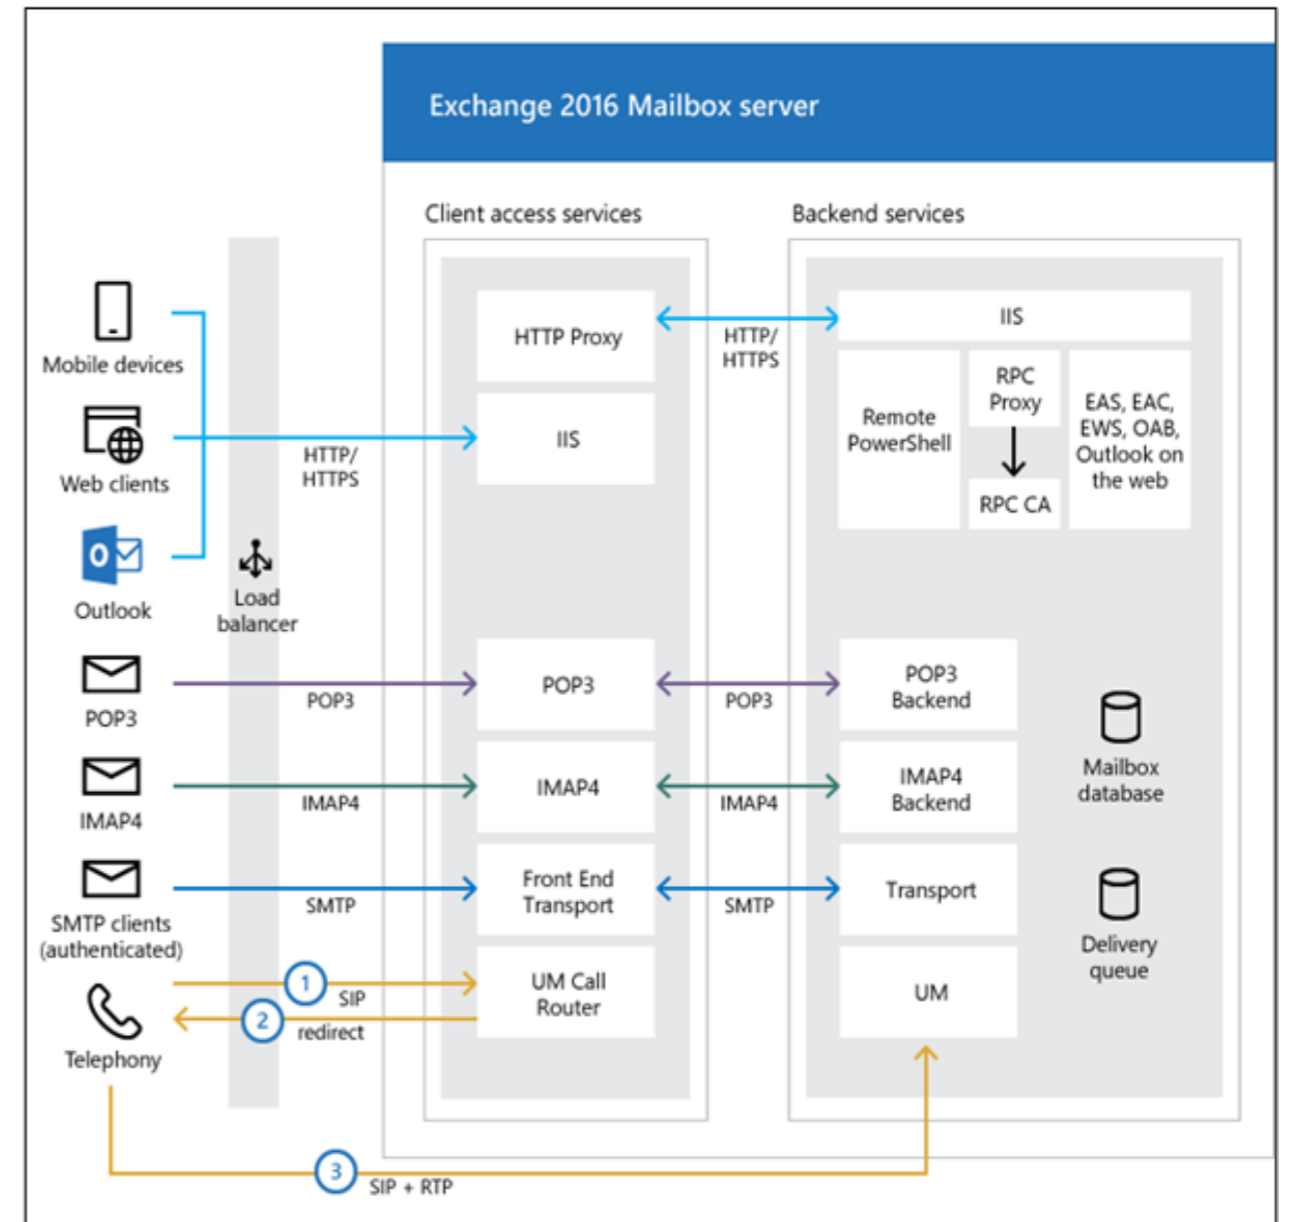 Exchange 2016 Mailbox server
Client access services
Backend services
Mobile devices
Web clients
Outlook
POP3
IMAP4
SMTP clients
(authenticated)
Telephony
Load
balancer
HTTP/
HTTPS
POP3
IMAP4
SMTP
1
SIP
2
redirect
3
SIP + RTP
HTTP Proxy
IIS
POP3
IMAP4
Front End
Transport
UM Call
Router
HTTP/
HTTPS
POP3
IMAP4
SMTP
IIS
Remote
PowerShell
RPC
Proxy
RPC CA
EAS, EAC,
EWS, OAB,
Outlook on
the web
POP3
Backend
IMAP4
Backend
Transport
UM
Mailbox
database
Delivery
queue